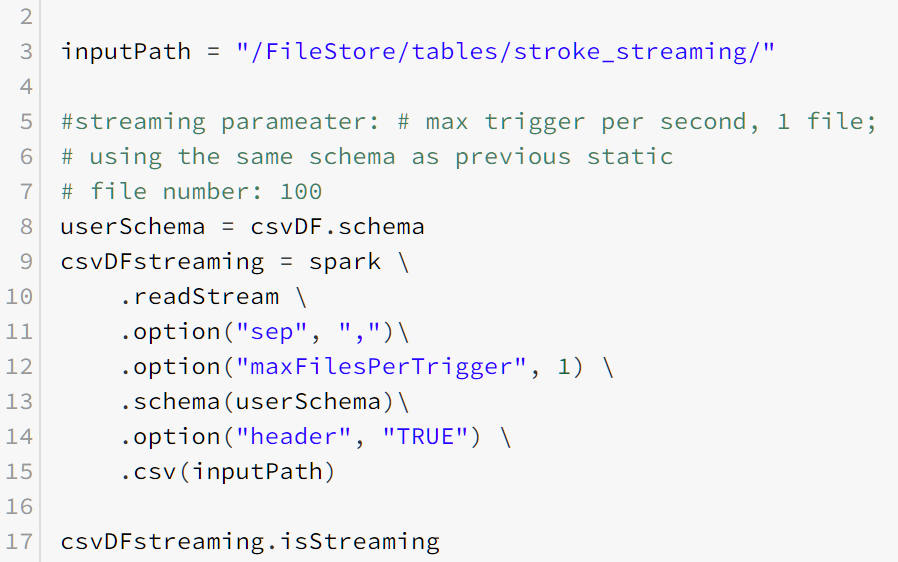 2
3 inputPath = "/FileStore/tables/stroke_streaming/"
4
5 #streaming parameater: # max trigger per second, 1 file;
6 # using the same schema as previous static
7 # file number: 100
8 userSchema = csvDF.schema
9 csvDFstreaming = spark \
10     .readStream \
11     .option("sep", ",")\
12     .option("maxFilesPerTrigger", 1) \
13     .schema(userSchema)\
14     .option("header", "TRUE") \
15     .csv(inputPath)
16
17 csvDFstreaming.isStreaming